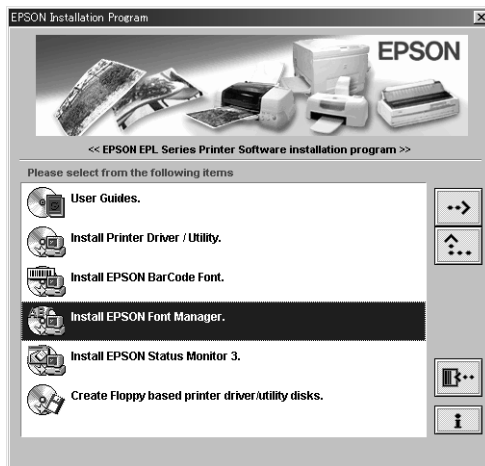 EPSON Installation Program
EPSON
<< EPSON EPL Series Printer Software installation program >>
Please select from the following items
User Guides.
Install Printer Driver / Utility.
Install EPSON BarCode Font.
Install EPSON Font Manager.
Install EPSON Status Monitor 3.
Create Floppy based printer driver/utility disks.